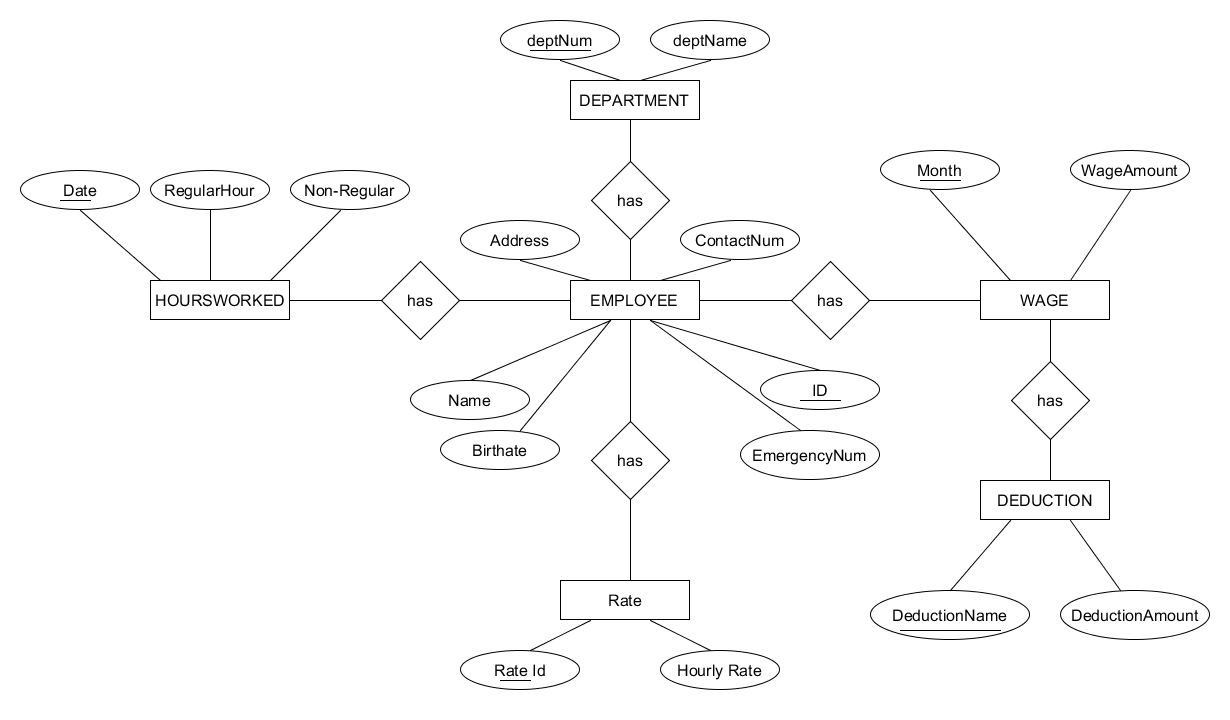 deptNum
deptName
DEPARTMENT
Date
RegularHour
Non-Regular
has
Month
WageAmount
Address
ContactNum
HOURSWORKED
has
EMPLOYEE
has
WAGE
Name
ID
has
Birthate
has
EmergencyNum
DEDUCTION
Rate
DeductionName
DeductionAmount
Rate Id
Hourly Rate